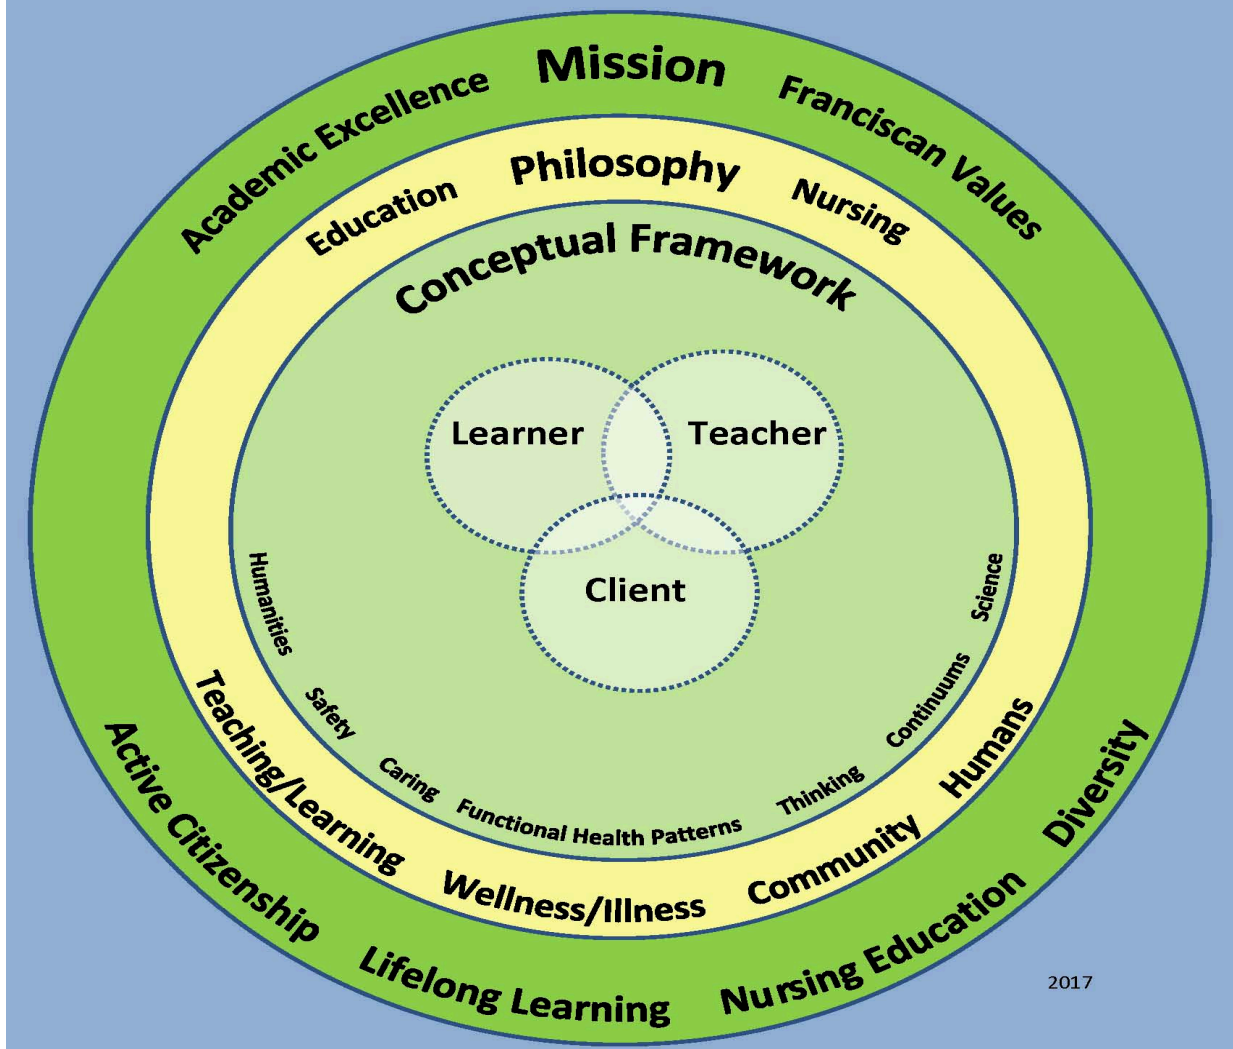 Mission
Academic Excellence
Franciscan Values
Philosophy
Education
Nursing
Conceptual Framework
Learner
Teacher
Client
Humanities
Safety
Caring
Functional Health Patterns
Thinking
Continuums
Science
Teaching/Learning
Wellness/Illness
Community
Humans
Active Citizenship
Lifelong Learning
Nursing Education
Diversity
2017